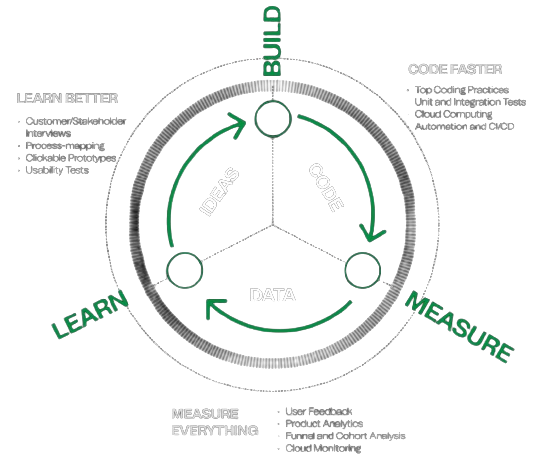 BUILD
CODE FASTER
· Top Coding Practices
Unit and Integration Tests
· Cloud Computing
Automation and CI/CD
LEARN BETTER
· Customer/Stakeholder
Interviews
· Process-mapping
· Clickable Prototypes
· Usability Tests
IDEAS
CODE
DATA
LEARN
MEASURE
MEASURE
EVERYTHING
· User Feedback
· Product Analytics
· Funnel and Cohort Analysis
· Cloud Monitoring